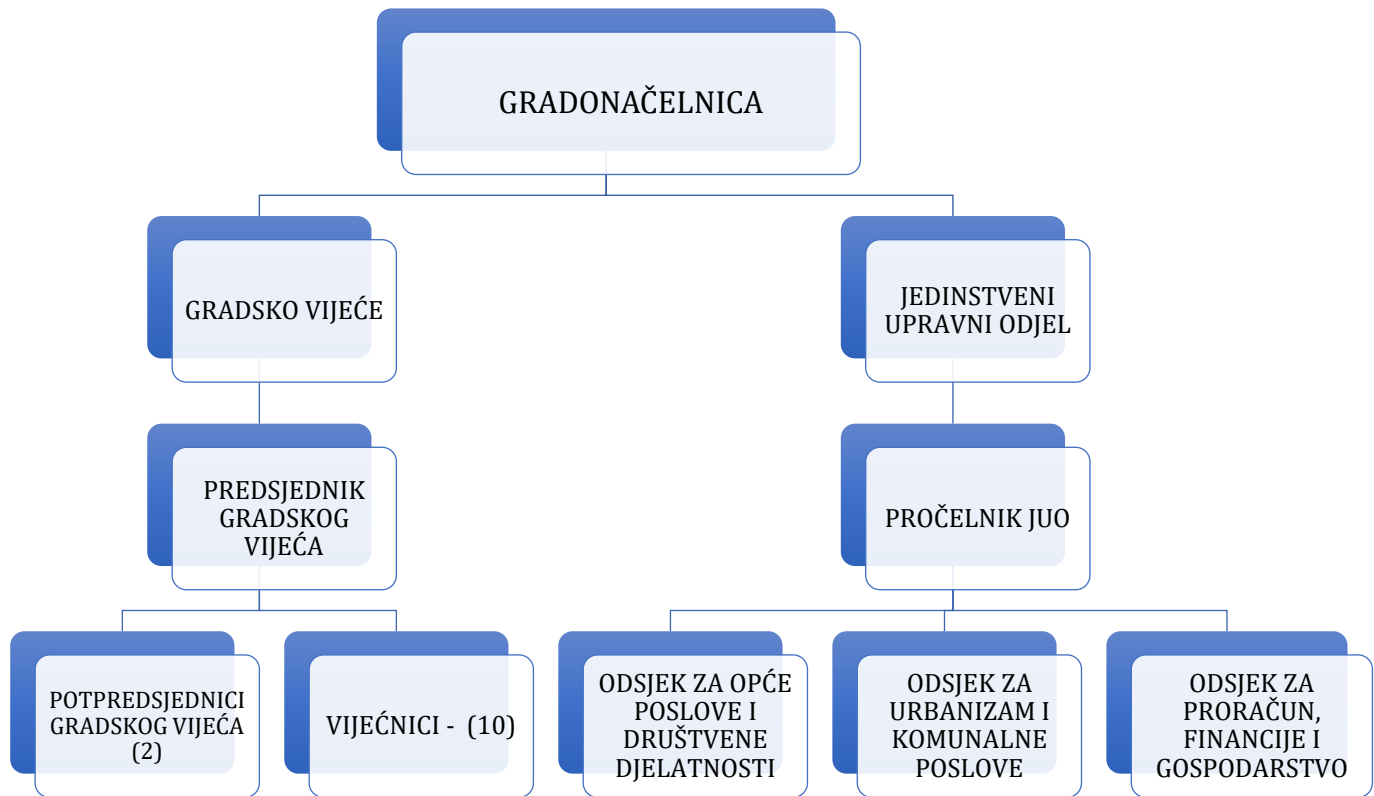 GRADONAČELNICA
GRADSKO VIJEĆE
JEDINSTVENI
UPRAVNI ODJEL
PREDSJEDNIK
GRADSKOG
VIJEĆA
PROČELNIK JUO
POTPREDSJEDNICI
GRADSKOG VIJEĆA
(2)
VIJEĆNICI - (10)
ODSJEK ZA OPĆE
POSLOVE I
DRUŠTVENE
DJELATNOSTI
ODSJEK ZA
URBANIZAM I
KOMUNALNE
POSLOVE
ODSJEK ZA
PRORAČUN,
FINANCIJE I
GOSPODARSTVO